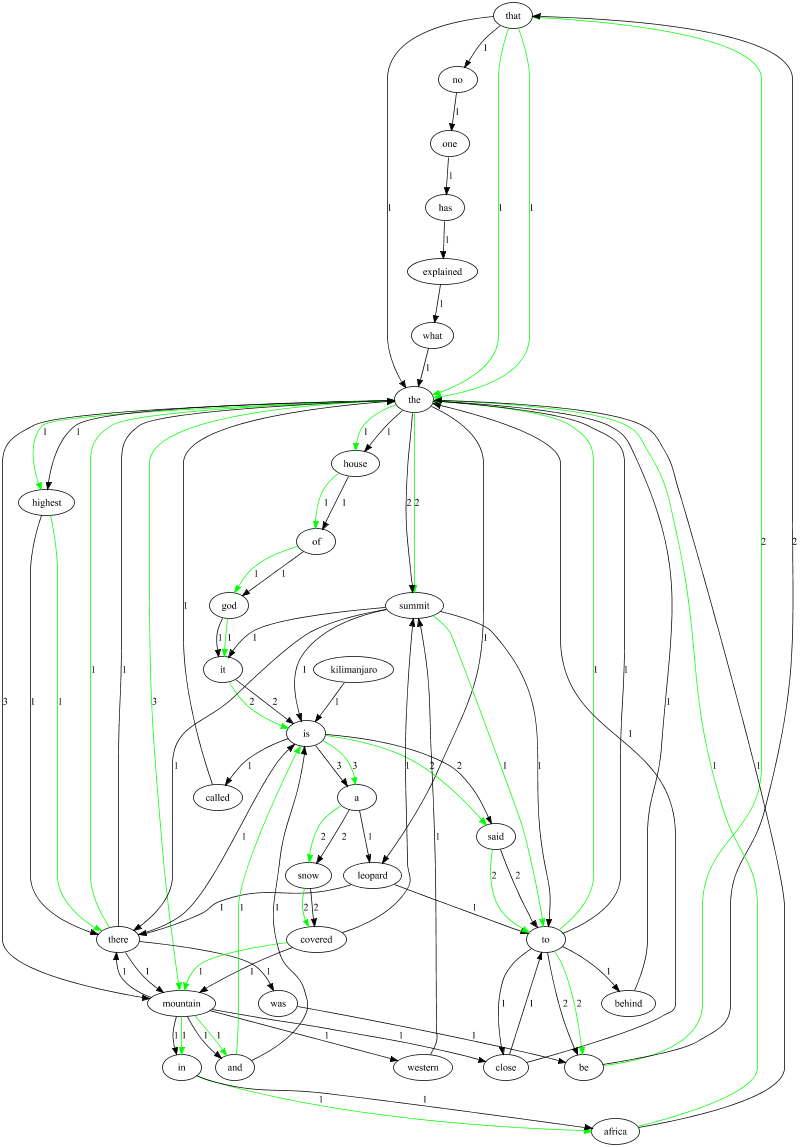 that
1
no
1
one
1
1 has 1 1
1
explained
1
what
1
the
1 1 1 1
house
highest 2 2 1 1
of 2 2
1 1
1 god summit
1 1 1 1
it kilimanjaro
1 1 1 1 1
3 1 1 3 2 2 1 1
is 1
1 1 3 3 2 2 1 1 1 1 1
called a
1 2 2 1 1 said
snow leopard 2 2
1 2 2 1
there covered to
1 1 1 1 1 1
mountain was behind
1 1 2 2
1 1 1 1 1 1 1
in and western close be
1 1
africa